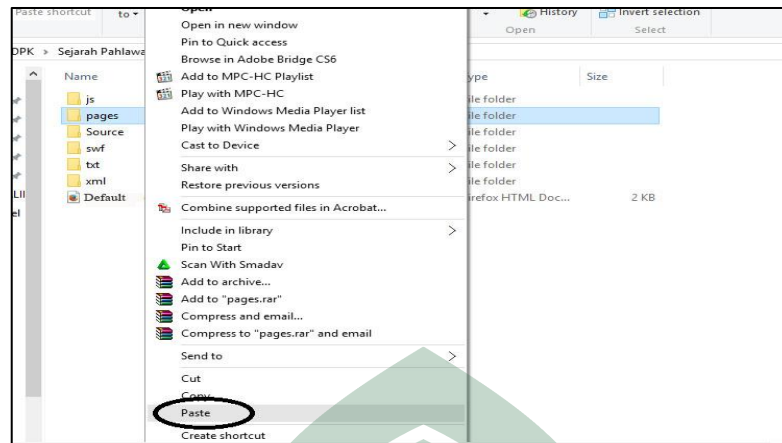 Paste shortcut to Open History Invert selection
Open in new window Open Select
Pin to Quick access
DPK > Sejarah Pahlawa Browse in Adobe Bridge CS6
Name Add to MPC-HC Playlist Size
js Play with MPC-HC ile folder
pages Add to Windows Media Player list ile folder
Source Play with Windows Media Player ile folder
swf Cast to Device > ile folder
txt Share with > ile folder
xml Restore previous versions ile folder
Default irefox HTML Doc... 2 KB
Combine supported files in Acrobat...
Include in library >
Pin to Start
Scan With Smadav
Add to archive...
Add to "pages.rar"
Compress and email...
Compress to "pages.rar" and email
Send to >
Cut
Copy
Paste
Create shortcut